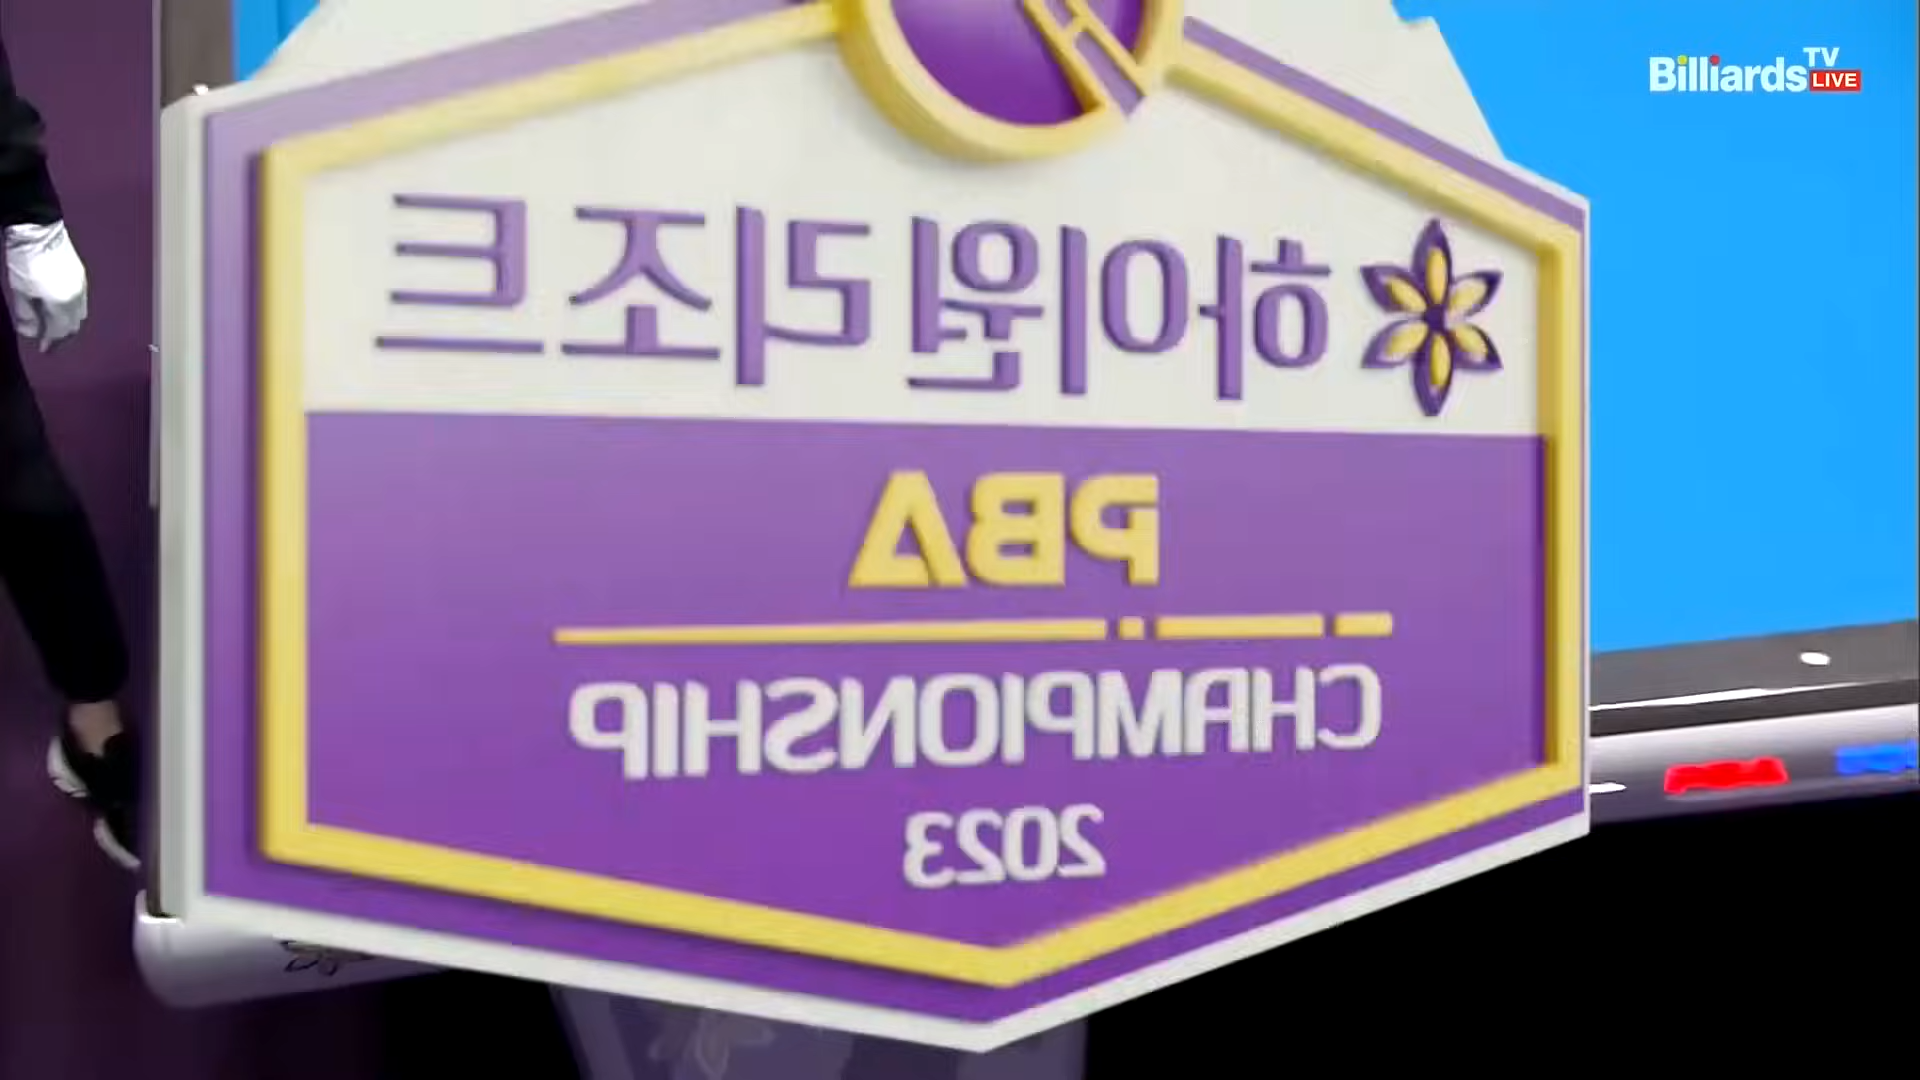 Billiards TV
LIVE
하이원리조트
PBA
CHAMPIONSHIP
2023